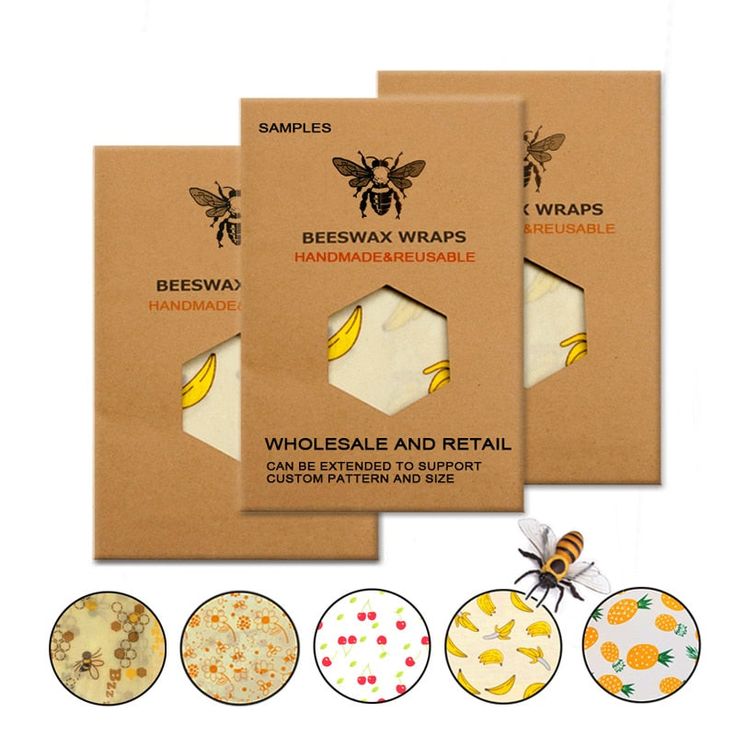 SAMPLES
BEESWAX WRAPS
HANDMADE&REUSABLE
WHOLESALE AND RETAIL
CAN BE EXTENDED TO SUPPORT
CUSTOM PATTERN AND SIZE
BEESWAX
HANDMADE&
WRAPS
&REUSABLE
Bzz